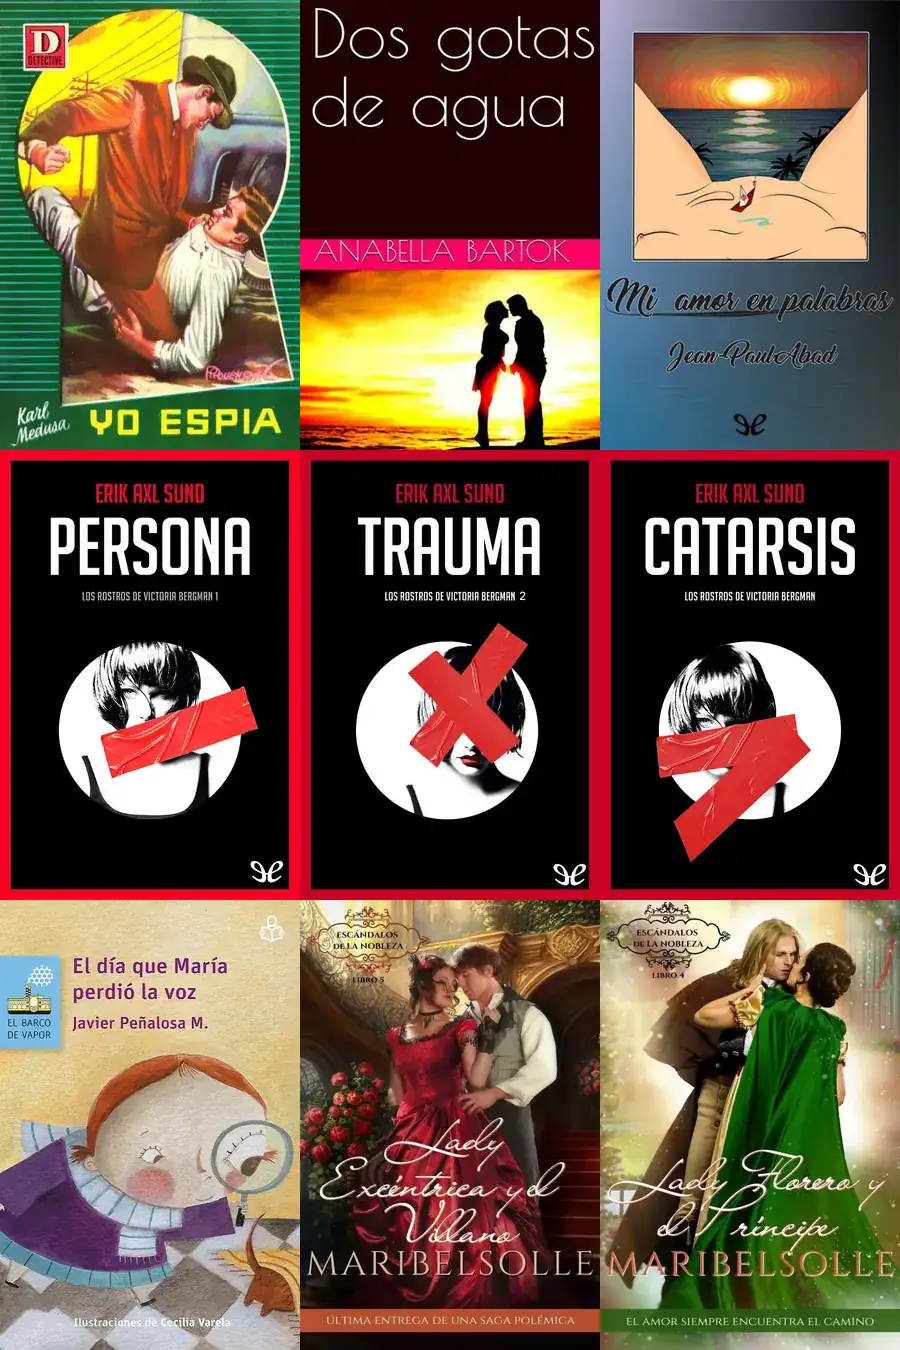 D
DETECTIVE
Karl
Medusa
YO ESPIA
Dos gotas
de agua
ANABELLA BARTOK
Mi amor en palabras
Jean-Paul Abad
ERIK AXL SUND
PERSONA
LOS ROSTROS DE VICTORIA BERGMAN 1
ERIK AXL SUND
TRAUMA
LOS ROSTROS DE VICTORIA BERGMAN 2
ERIK AXL SUND
CATARSIS
LOS ROSTROS DE VICTORIA BERGMAN
EL BARCO
DE VAPOR
El día que María
perdió la voz
Javier Peñalosa M.
Ilustraciones de Cecilia Varela
ESCÁNDALOS
DE LA NOBLEZA
LIBRO 5
Lady
Excéntrica y el
Villano
MARIBELSOLLE
ÚLTIMA ENTREGA DE UNA SAGA POLÉMICA
ESCÁNDALOS
DE LA NOBLEZA
LIBRO 4
Lady Florero y
el Príncipe
MARIBELSOLLE
EL AMOR SIEMPRE ENCUENTRA EL CAMINO